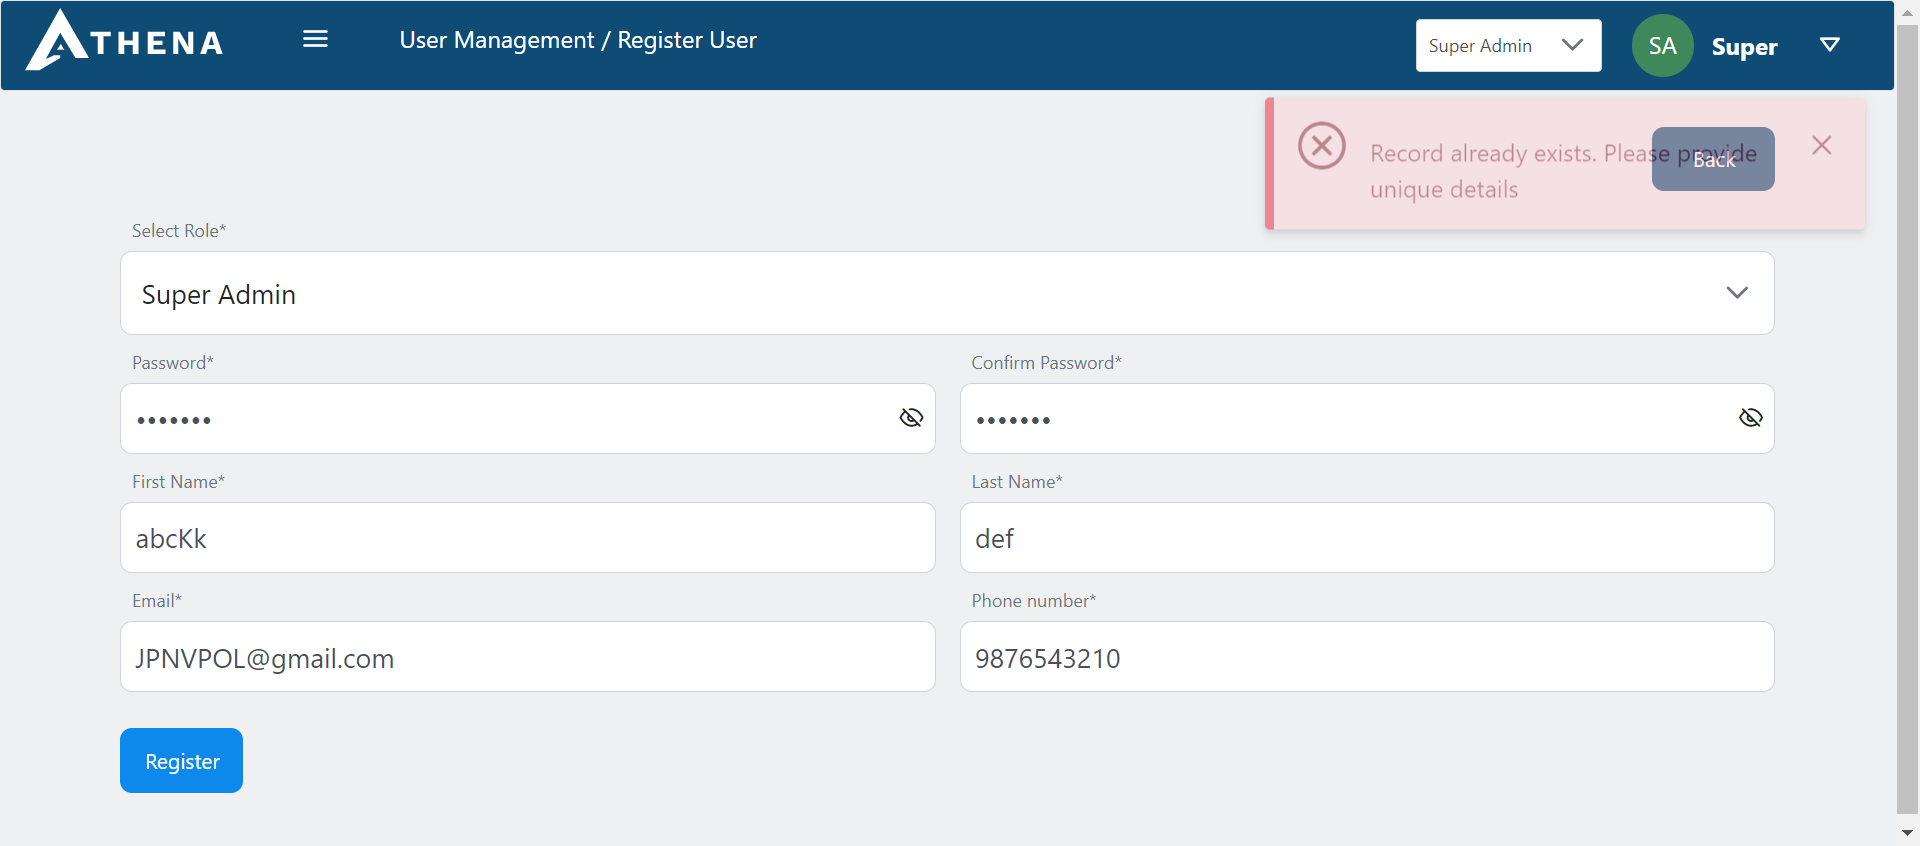 ATHENA
User Management / Register User
Super Admin
SA
Super
Record already exists. Please provide
unique details
Back
Select Role*
Super Admin
Password*
Confirm Password*
•••••••
•••••••
First Name*
Last Name*
abcKk
def
Email*
Phone number*
JPNVPOL@gmail.com
9876543210
Register